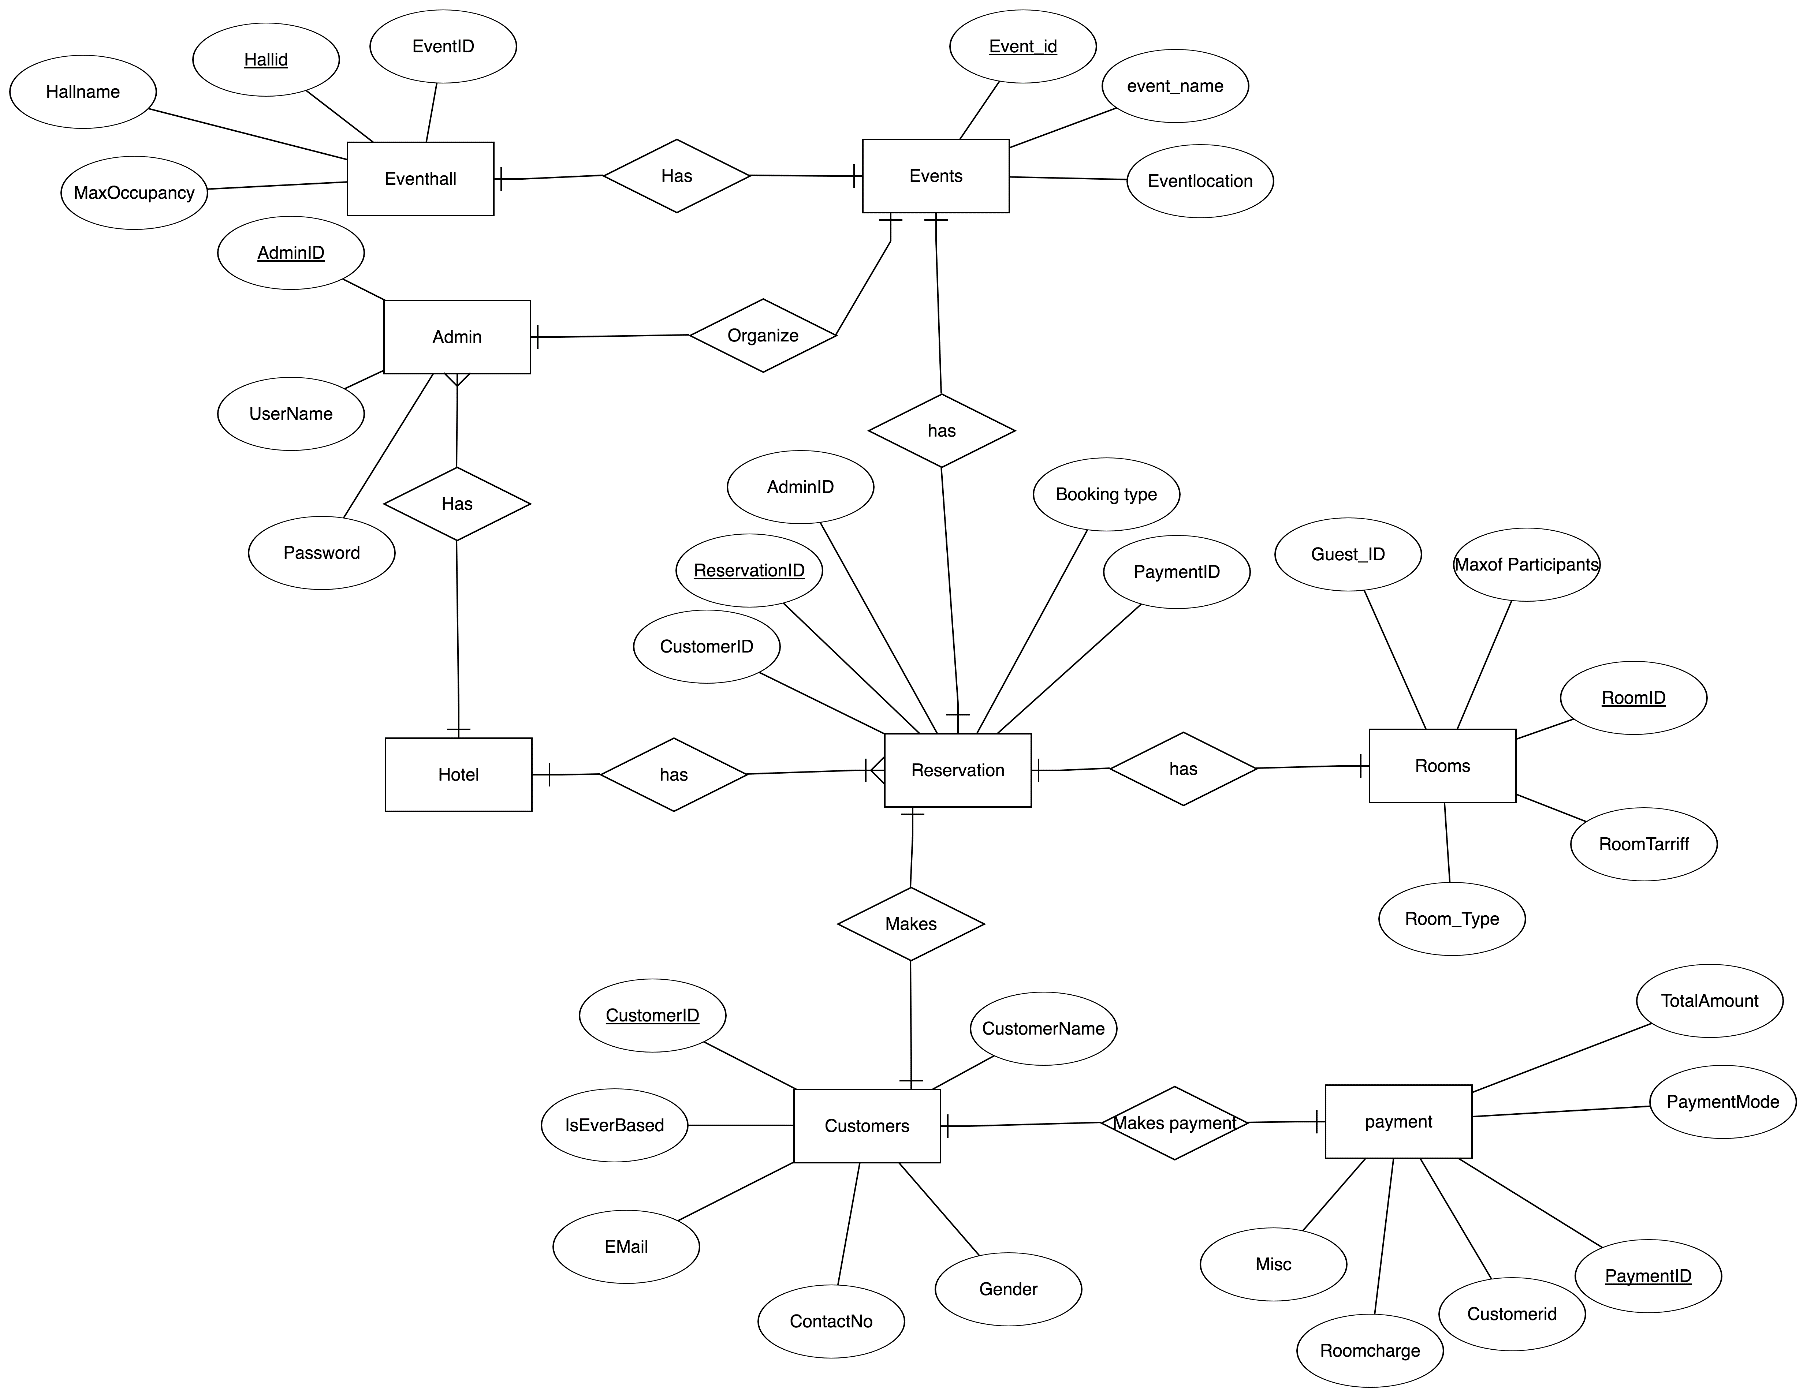 EventID
Event_id
Hallid
Hallname
event_name
Eventhall
Has
Events
Eventlocation
MaxOccupancy
AdminID
Admin
Organize
UserName
has
Has
AdminID
Booking type
Password
ReservationID
PaymentID
Guest_ID
Maxof Participants
CustomerID
RoomID
Hotel
has
Reservation
has
Rooms
RoomTarriff
Makes
Room_Type
CustomerID
CustomerName
TotalAmount
PaymentMode
IsEverBased
Customers
Makes payment
payment
EMail
Gender
ContactNo
Misc
PaymentID
Customerid
Roomcharge